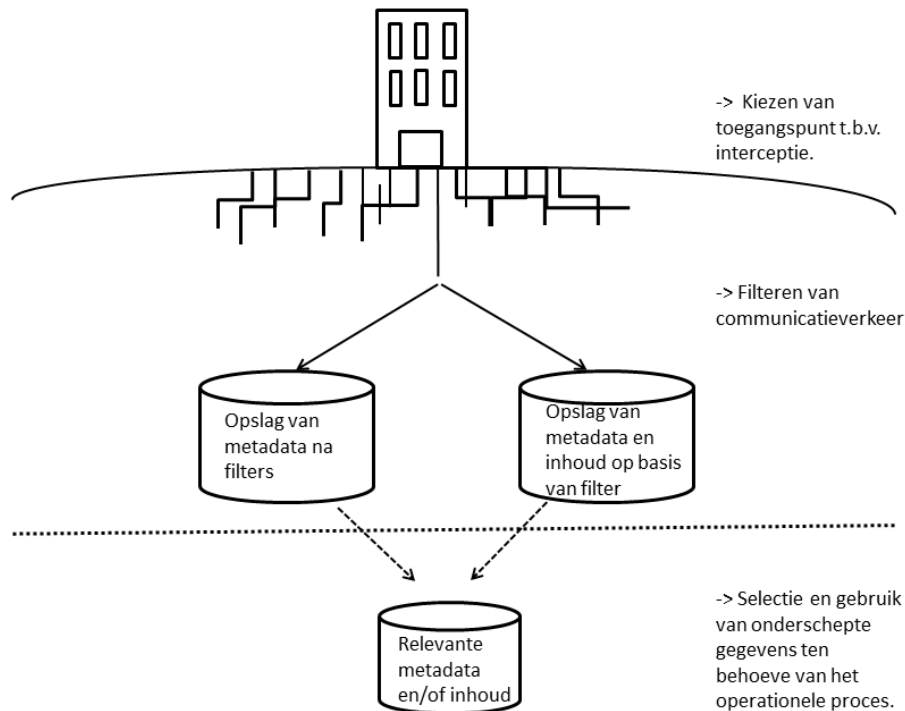 -> Kiezen van
toegangspunt t.b.v.
interceptie.
-> Filteren van
communicatieverkeer
Opslag van
metadata na
filters
Opslag van
metadata en
inhoud op basis
van filter
-> Selectie en gebruik
van onderschepte
gegevens ten
behoeve van het
operationele proces.
Relevante
metadata
en/of inhoud